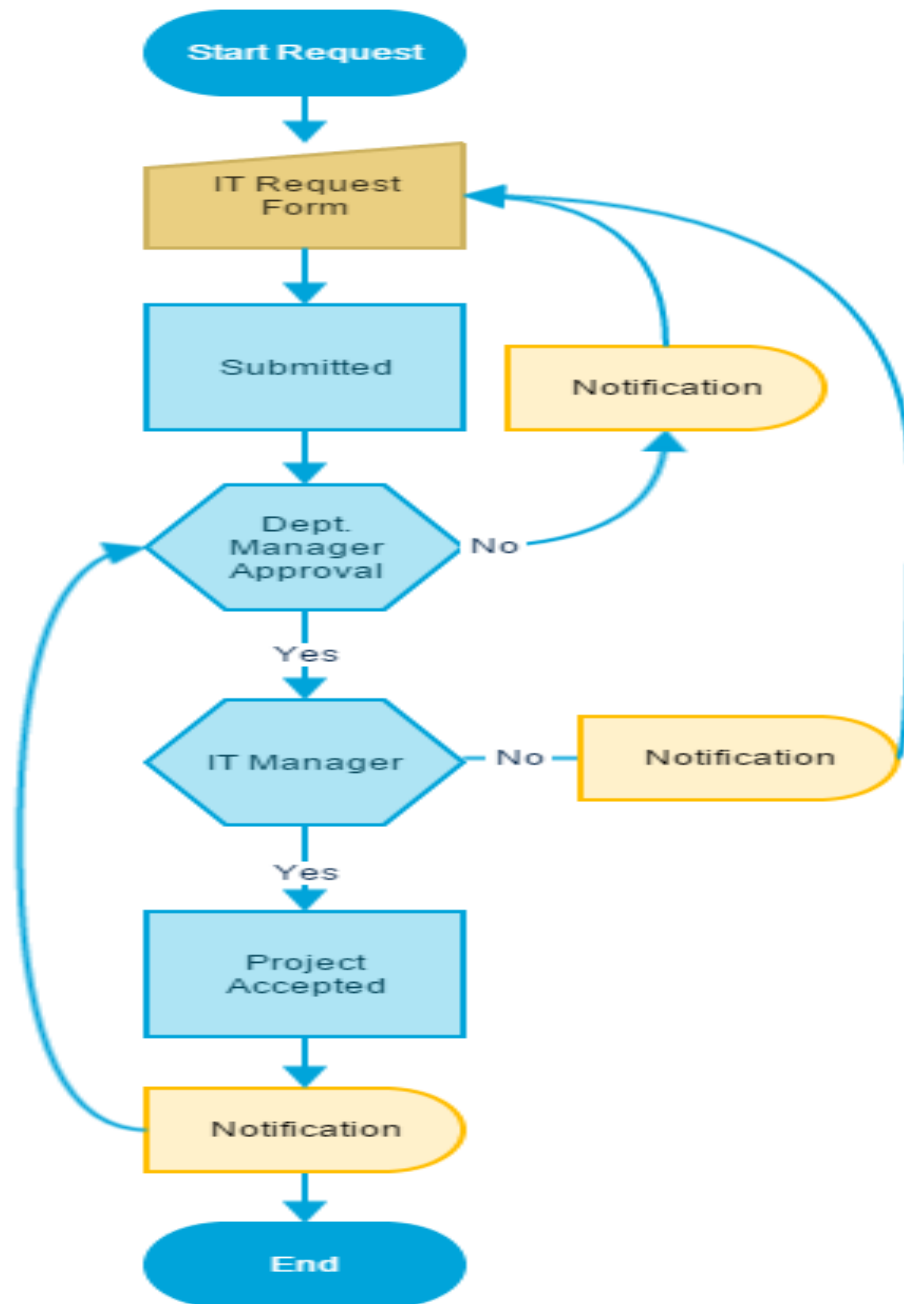 Start Request
IT Request
Form
Submitted
Notification
Dept.
Manager
Approval
No
Yes
IT Manager
No
Notification
Yes
Project
Accepted
Notification
End